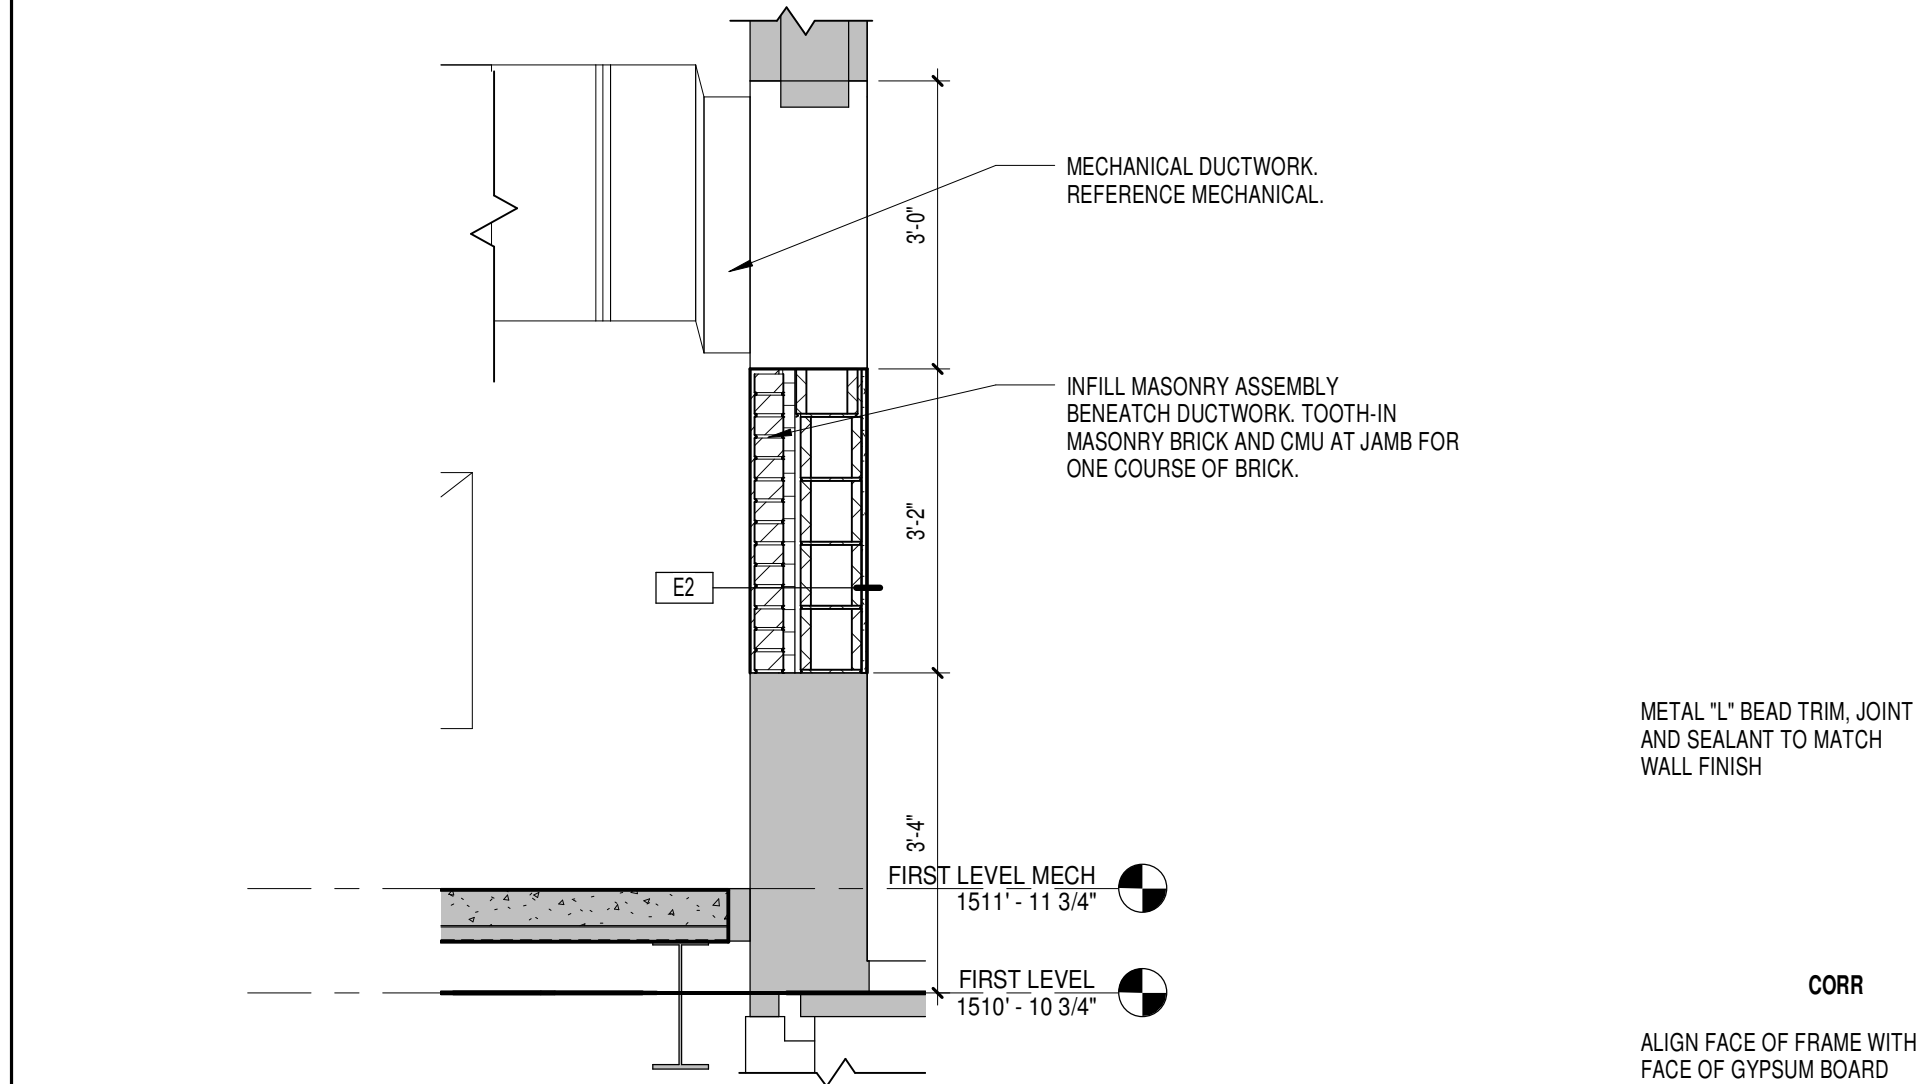 MECHANICAL DUCTWORK.
REFERENCE MECHANICAL.
3'-0"
INFILL MASONRY ASSEMBLY
BENEATCH DUCTWORK. TOOTH-IN
MASONRY BRICK AND CMU AT JAMB FOR
ONE COURSE OF BRICK.
3'-2"
E2
METAL "L" BEAD TRIM, JOINT
AND SEALANT TO MATCH
WALL FINISH
3'-4"
FIRST LEVEL MECH
1511' - 11 3/4"
FIRST LEVEL
1510' - 10 3/4"
CORR
ALIGN FACE OF FRAME WITH
FACE OF GYPSUM BOARD